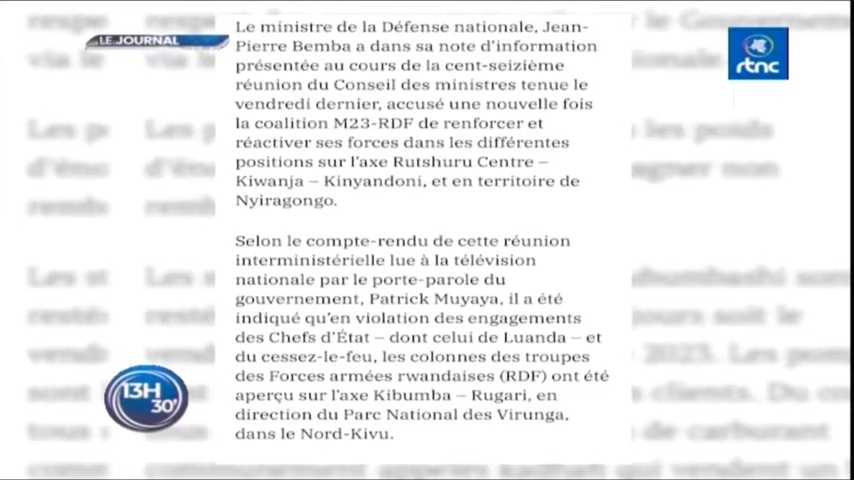 Le ministre de la Défense nationale, Jean-
Pierre Bemba a dans sa note d'information
présentée au cours de la cent-seizième
réunion du Conseil des ministres tenue le
vendredi dernier, accusé une nouvelle fois
la coalition M23-RDF de renforcer et
réactiver ses forces dans les différentes
positions sur l'axe Rutshuru Centre –
Kiwanja – Kinyandoni, et en territoire de
Nyiragongo.
Selon le compte-rendu de cette réunion
interministérielle lue à la télévision
nationale par le porte-parole du
gouvernement, Patrick Muyaya, il a été
indiqué qu'en violation des engagements
des Chefs d'État – dont celui de Luanda – et
du cessez-le-feu, les colonnes des troupes
des Forces armées rwandaises (RDF) ont été
aperçu sur l'axe Kibumba – Rugari, en
direction du Parc National des Virunga,
dans le Nord-Kivu.
LE JOURNAL
rtnc
13H
30'